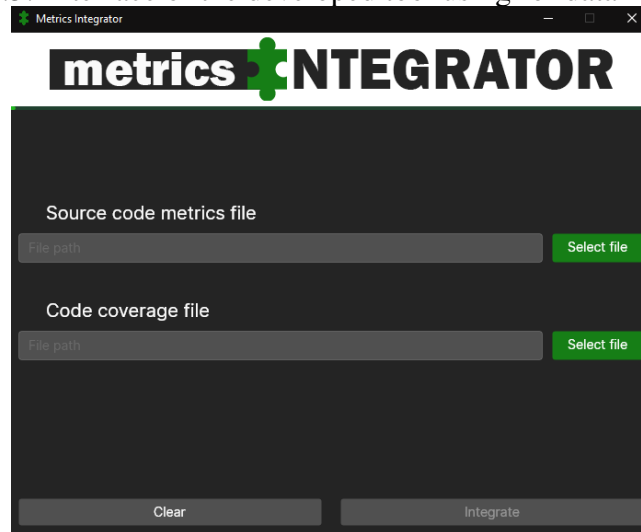 Metrics Integrator
metrics INTEGRATOR
Source code metrics file
File path
Select file
Code coverage file
File path
Select file
Clear
Integrate